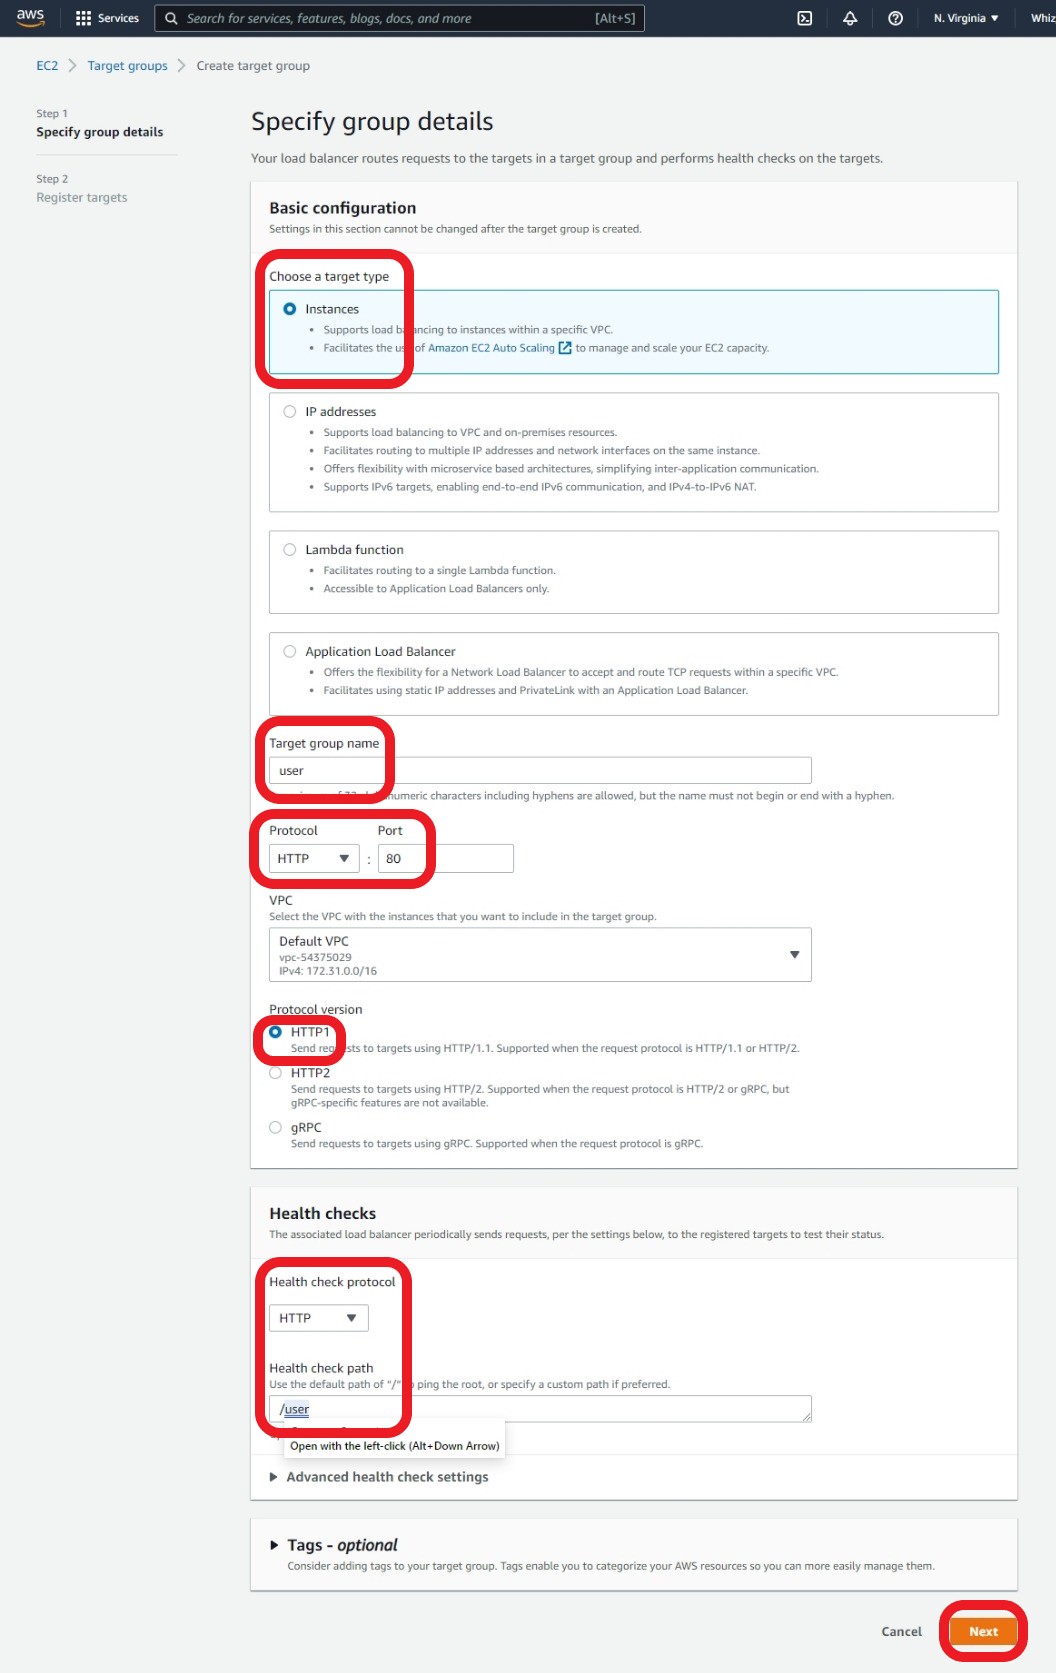 aws
Services
Search for services, features, blogs, docs, and more
[Alt+S]
N. Virginia
Whiz
EC2 > Target groups > Create target group
Step 1
Specify group details
Step 2
Register targets
Specify group details
Your load balancer routes requests to the targets in a target group and performs health checks on the targets.
Basic configuration
Settings in this section cannot be changed after the target group is created.
Choose a target type
Instances
• Supports load balancing to instances within a specific VPC.
• Facilitates the use of Amazon EC2 Auto Scaling to manage and scale your EC2 capacity.
IP addresses
• Supports load balancing to VPC and on-premises resources.
• Facilitates routing to multiple IP addresses and network interfaces on the same instance.
• Offers flexibility with microservice based architectures, simplifying inter-application communication.
• Supports IPv6 targets, enabling end-to-end IPv6 communication, and IPv4-to-IPv6 NAT.
Lambda function
• Facilitates routing to a single Lambda function.
• Accessible to Application Load Balancers only.
Application Load Balancer
• Offers the flexibility for a Network Load Balancer to accept and route TCP requests within a specific VPC.
• Facilitates using static IP addresses and PrivateLink with an Application Load Balancer.
Target group name
user
characters including hyphens are allowed, but the name must not begin or end with a hyphen.
Protocol Port
HTTP : 80
VPC
Select the VPC with the instances that you want to include in the target group.
Default VPC
vpc-54375029
IPv4: 172.31.0.0/16
Protocol version
HTTP1
Send requests to targets using HTTP/1.1. Supported when the request protocol is HTTP/1.1 or HTTP/2.
HTTP2
Send requests to targets using HTTP/2. Supported when the request protocol is HTTP/2 or gRPC, but
gRPC-specific features are not available.
gRPC
Send requests to targets using gRPC. Supported when the request protocol is gRPC.
Health checks
The associated load balancer periodically sends requests, per the settings below, to the registered targets to test their status.
Health check protocol
HTTP
Health check path
Use the default path of "/" to ping the root, or specify a custom path if preferred.
/user
Open with the left-click (Alt+Down Arrow)
Advanced health check settings
Tags - optional
Consider adding tags to your target group. Tags enable you to categorize your AWS resources so you can more easily manage them.
Cancel
Next